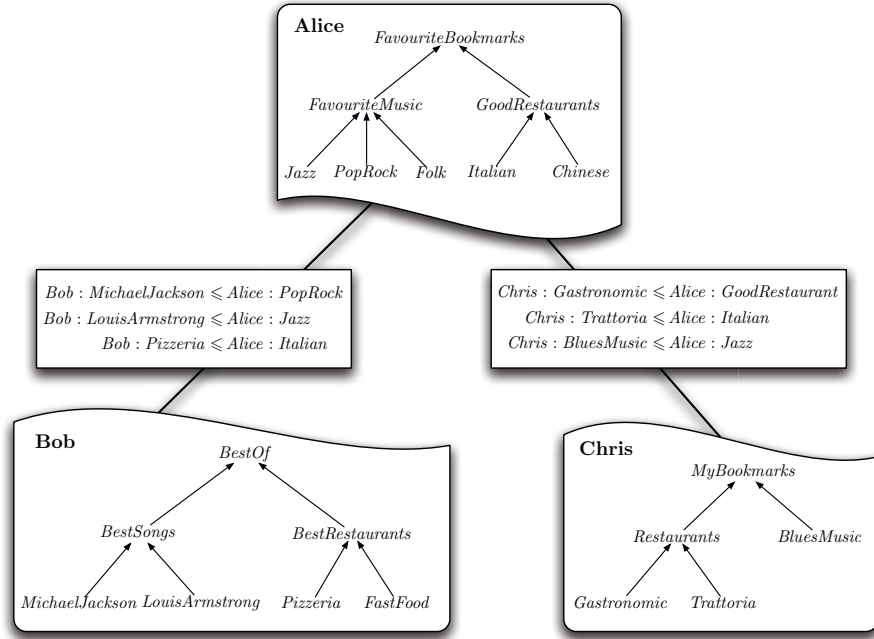 Alice
FavouriteBookmarks
FavouriteMusic GoodRestaurants
Jazz PopRock Folk Italian Chinese
Bob : MichaelJackson ⩽ Alice : PopRock
Bob : LouisArmstrong ⩽ Alice : Jazz
Bob : Pizzeria ⩽ Alice : Italian
Chris : Gastronomic ⩽ Alice : GoodRestaurant
Chris : Trattoria ⩽ Alice : Italian
Chris : BluesMusic ⩽ Alice : Jazz
Bob
BestOf
BestSongs BestRestaurants
MichaelJackson LouisArmstrong Pizzeria FastFood
Chris
MyBookmarks
Restaurants BluesMusic
Gastronomic Trattoria